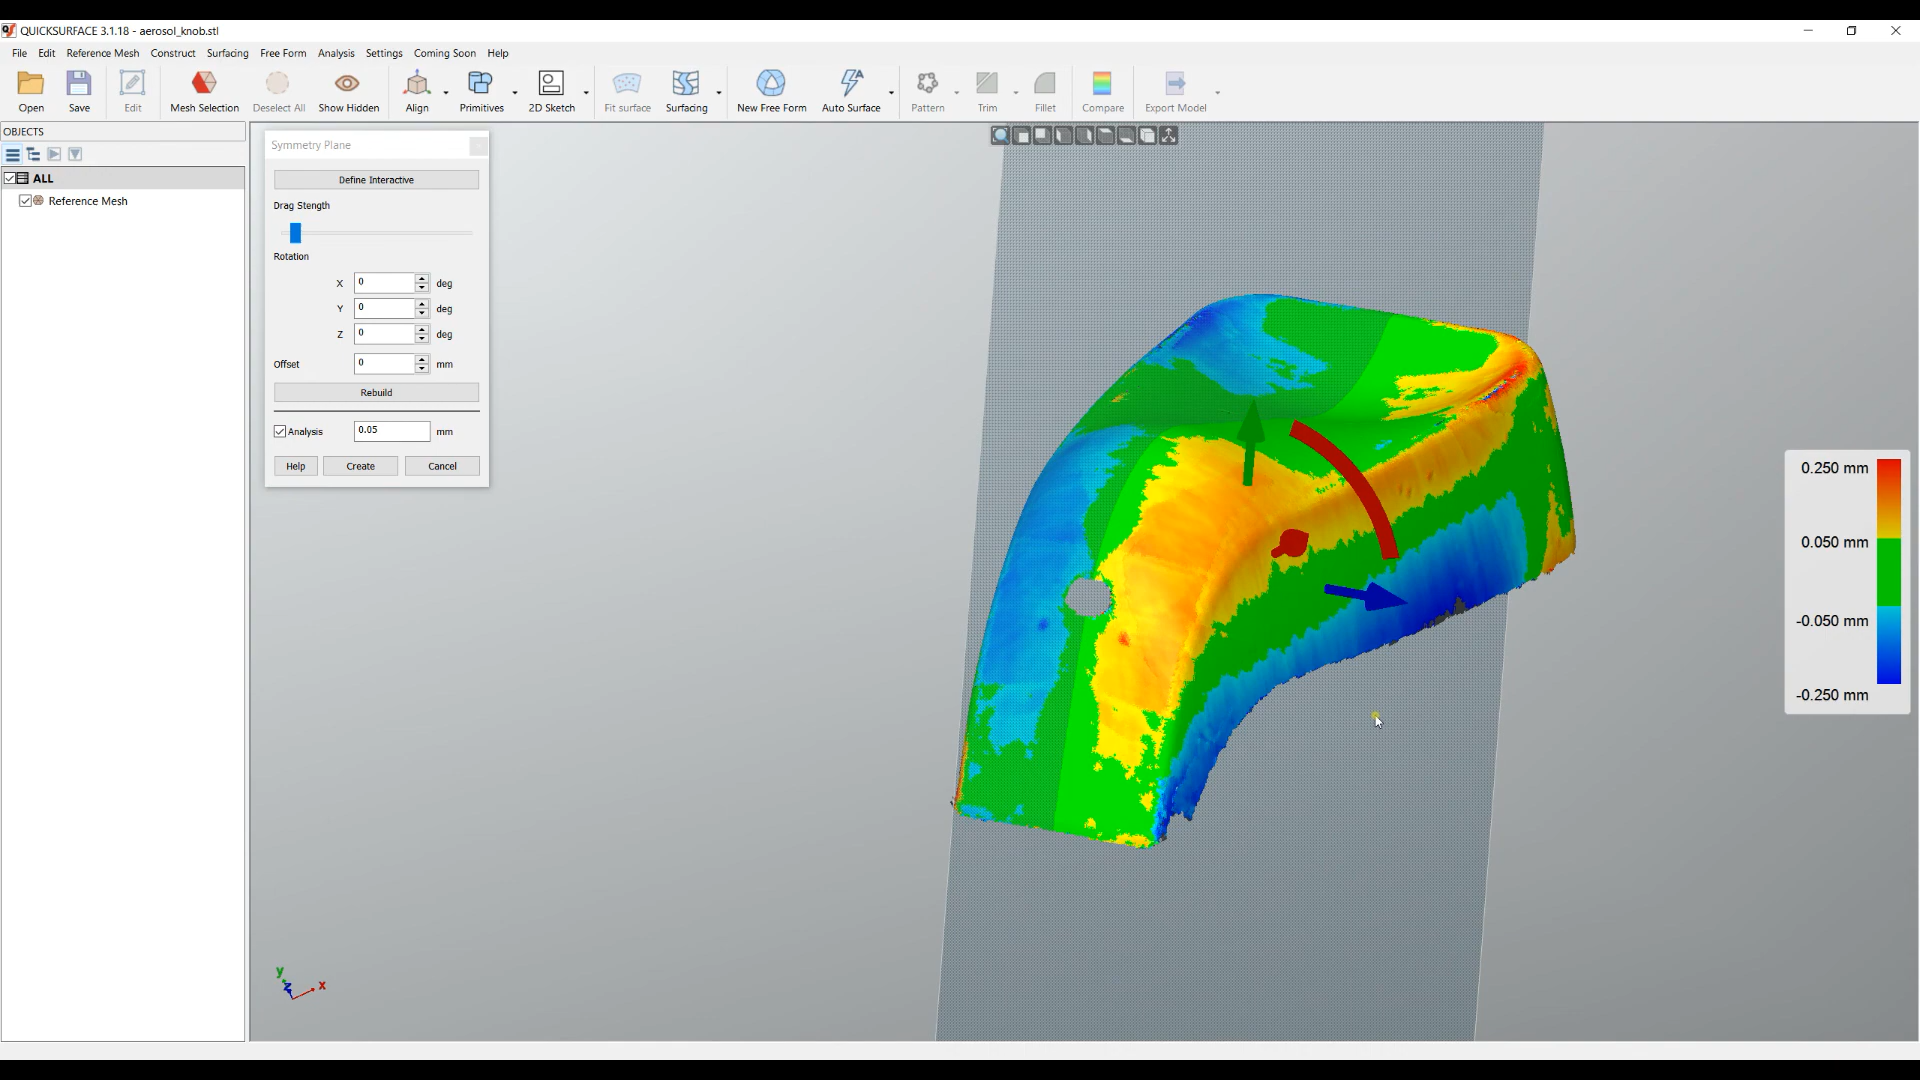 QUICKSURFACE 3.1.18 - aerosol_knob.stl
File Edit Reference Mesh Construct Surfacing Free Form Analysis Settings Coming Soon Help
Open Save Edit Mesh Selection Deselect All Show Hidden Align Primitives 2D Sketch Fit surface Surfacing New Free Form Auto Surface Pattern Trim Fillet Compare Export Model
OBJECTS
ALL
Reference Mesh
Symmetry Plane
Define Interactive
Drag Stength
Rotation
X 0 deg
Y 0 deg
Z 0 deg
Offset 0 mm
Rebuild
Analysis 0.05 mm
Help Create Cancel
0.250 mm
0.050 mm
-0.050 mm
-0.250 mm
y
z x